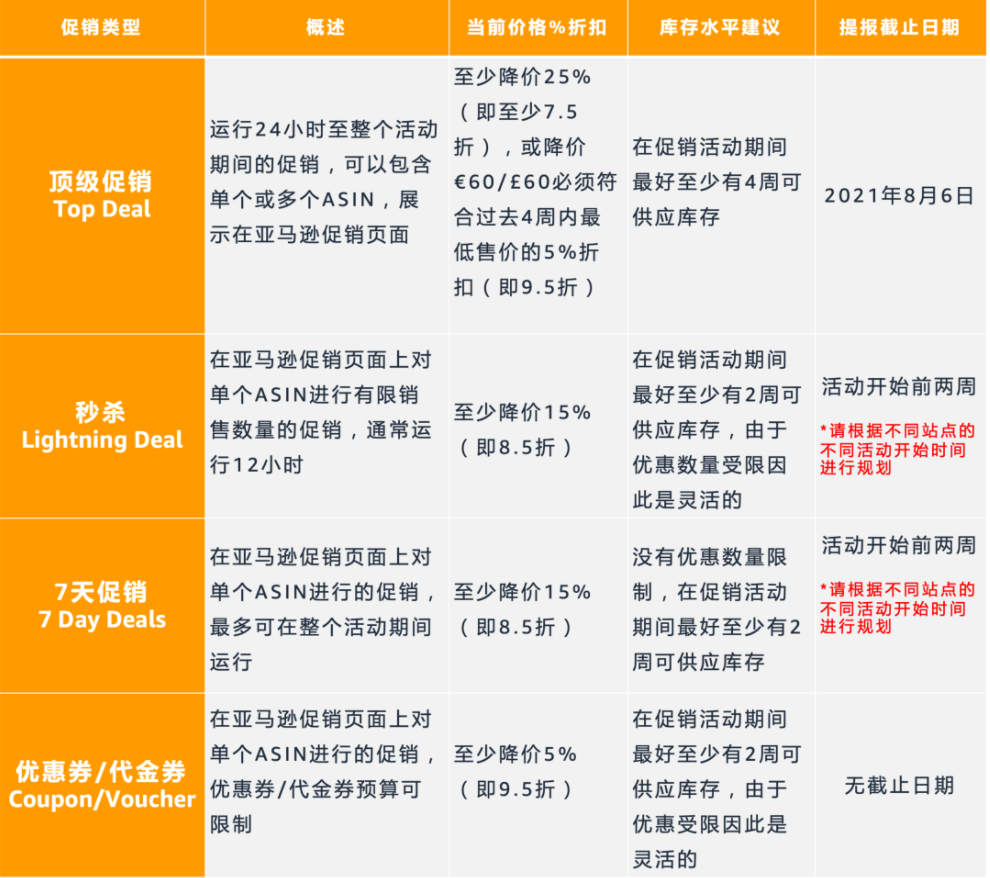 促销类型
概述
当前价格%折扣
库存水平建议
提报截止日期
顶级促销
Top Deal
运行24小时至整个活动
期间的促销，可以包含
单个或多个ASIN，展
示在亚马逊促销页面
至少降价25%
（即至少7.5
折），或降价
€60/£60必须符
合过去4周内最
低售价的5%折
扣（即9.5折）
在促销活动期间
最好至少有4周可
供应库存
2021年8月6日
秒杀
Lightning Deal
在亚马逊促销页面上对
单个ASIN进行有限销
售数量的促销，通常运
行12小时
至少降价15%
（即8.5折）
在促销活动期间
最好至少有2周可
供应库存，由于
优惠数量受限因
此是灵活的
活动开始前两周
*请根据不同站点的
不同活动开始时间
进行规划
7天促销
7 Day Deals
在亚马逊促销页面上对
单个ASIN进行的促销，
最多可在整个活动期间
运行
至少降价15%
（即8.5折）
没有优惠数量限
制，在促销活动
期间最好至少有2
周可供应库存
活动开始前两周
*请根据不同站点的
不同活动开始时间
进行规划
优惠券/代金券
Coupon/Voucher
在亚马逊促销页面上对
单个ASIN进行的促销，
优惠券/代金券预算可
限制
至少降价5%
（即9.5折）
在促销活动期间
最好至少有2周可
供应库存，由于
优惠受限因此是
灵活的
无截止日期